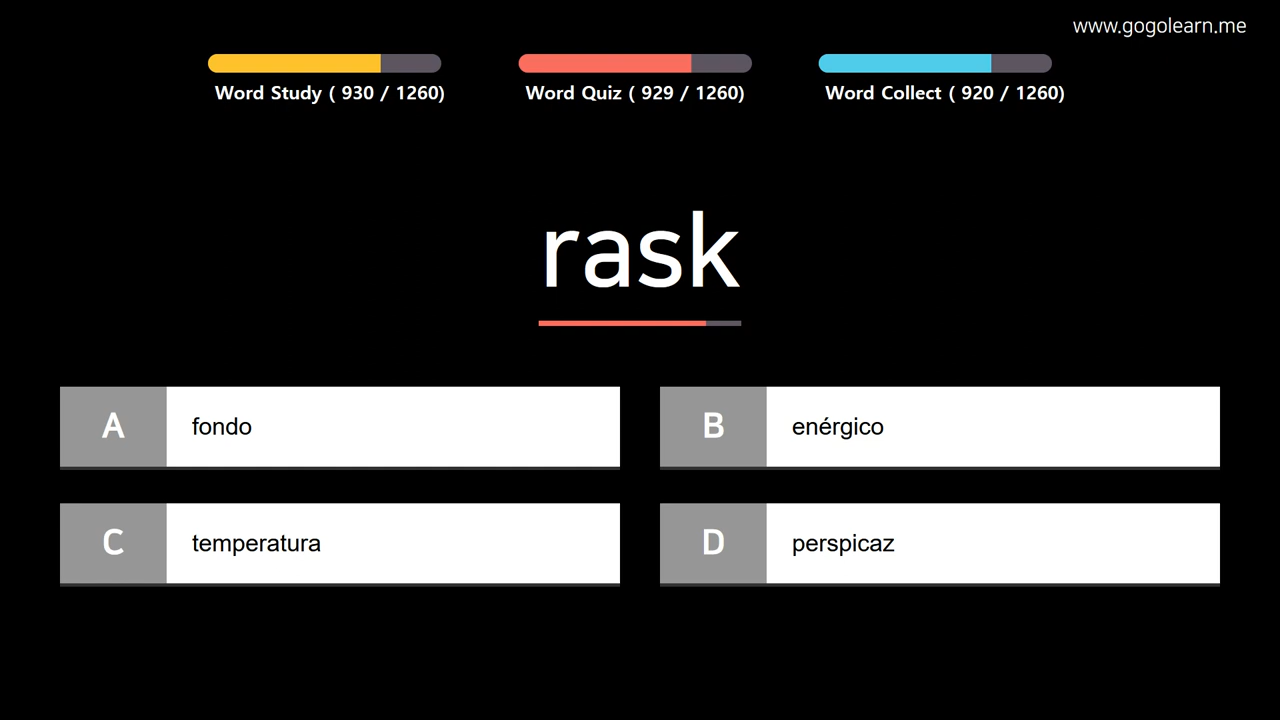 www.gogolearn.me
Word Study ( 930 / 1260)
Word Quiz ( 929 / 1260)
Word Collect ( 920 / 1260)
rask
A fondo
B enérgico
C temperatura
D perspicaz